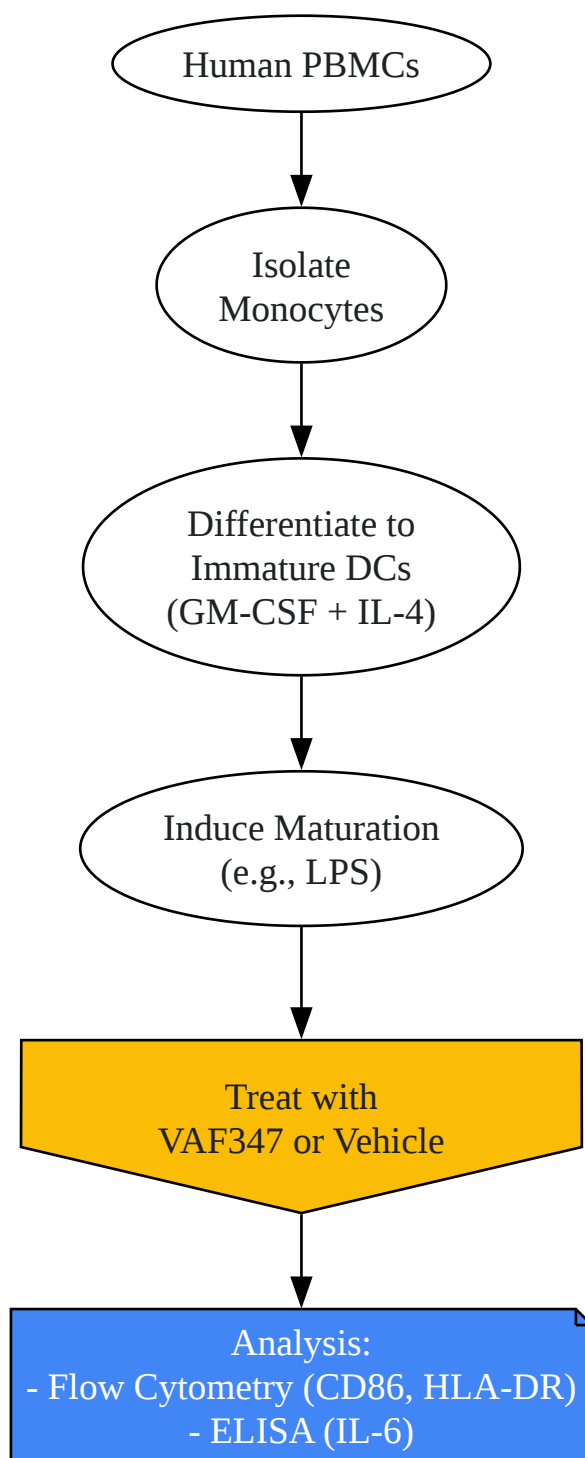 Human PBMCs
Isolate
Monocytes
Differentiate to
Immature DCs
(GM-CSF + IL-4)
Induce Maturation
(e.g., LPS)
Treat with
VAF347 or Vehicle
Analysis:
- Flow Cytometry (CD86, HLA-DR)
- ELISA (IL-6)